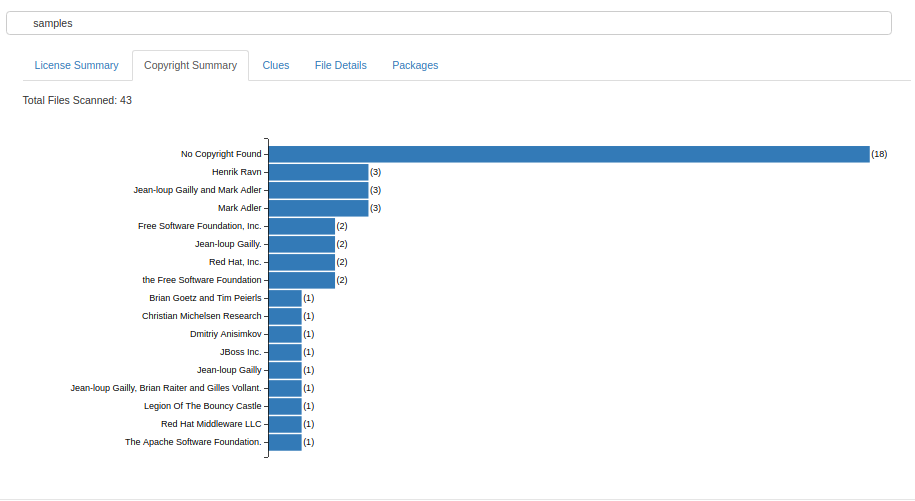 samples
License Summary Copyright Summary Clues File Details Packages
Total Files Scanned: 43
No Copyright Found (18)
Henrik Ravn (3)
Jean-loup Gailly and Mark Adler (3)
Mark Adler (3)
Free Software Foundation, Inc. (2)
Jean-loup Gailly. (2)
Red Hat, Inc. (2)
the Free Software Foundation (2)
Brian Goetz and Tim Peierls (1)
Christian Michelsen Research (1)
Dmitriy Anisimkov (1)
JBoss Inc. (1)
Jean-loup Gailly (1)
Jean-loup Gailly, Brian Raiter and Gilles Vollant. (1)
Legion Of The Bouncy Castle (1)
Red Hat Middleware LLC (1)
The Apache Software Foundation. (1)